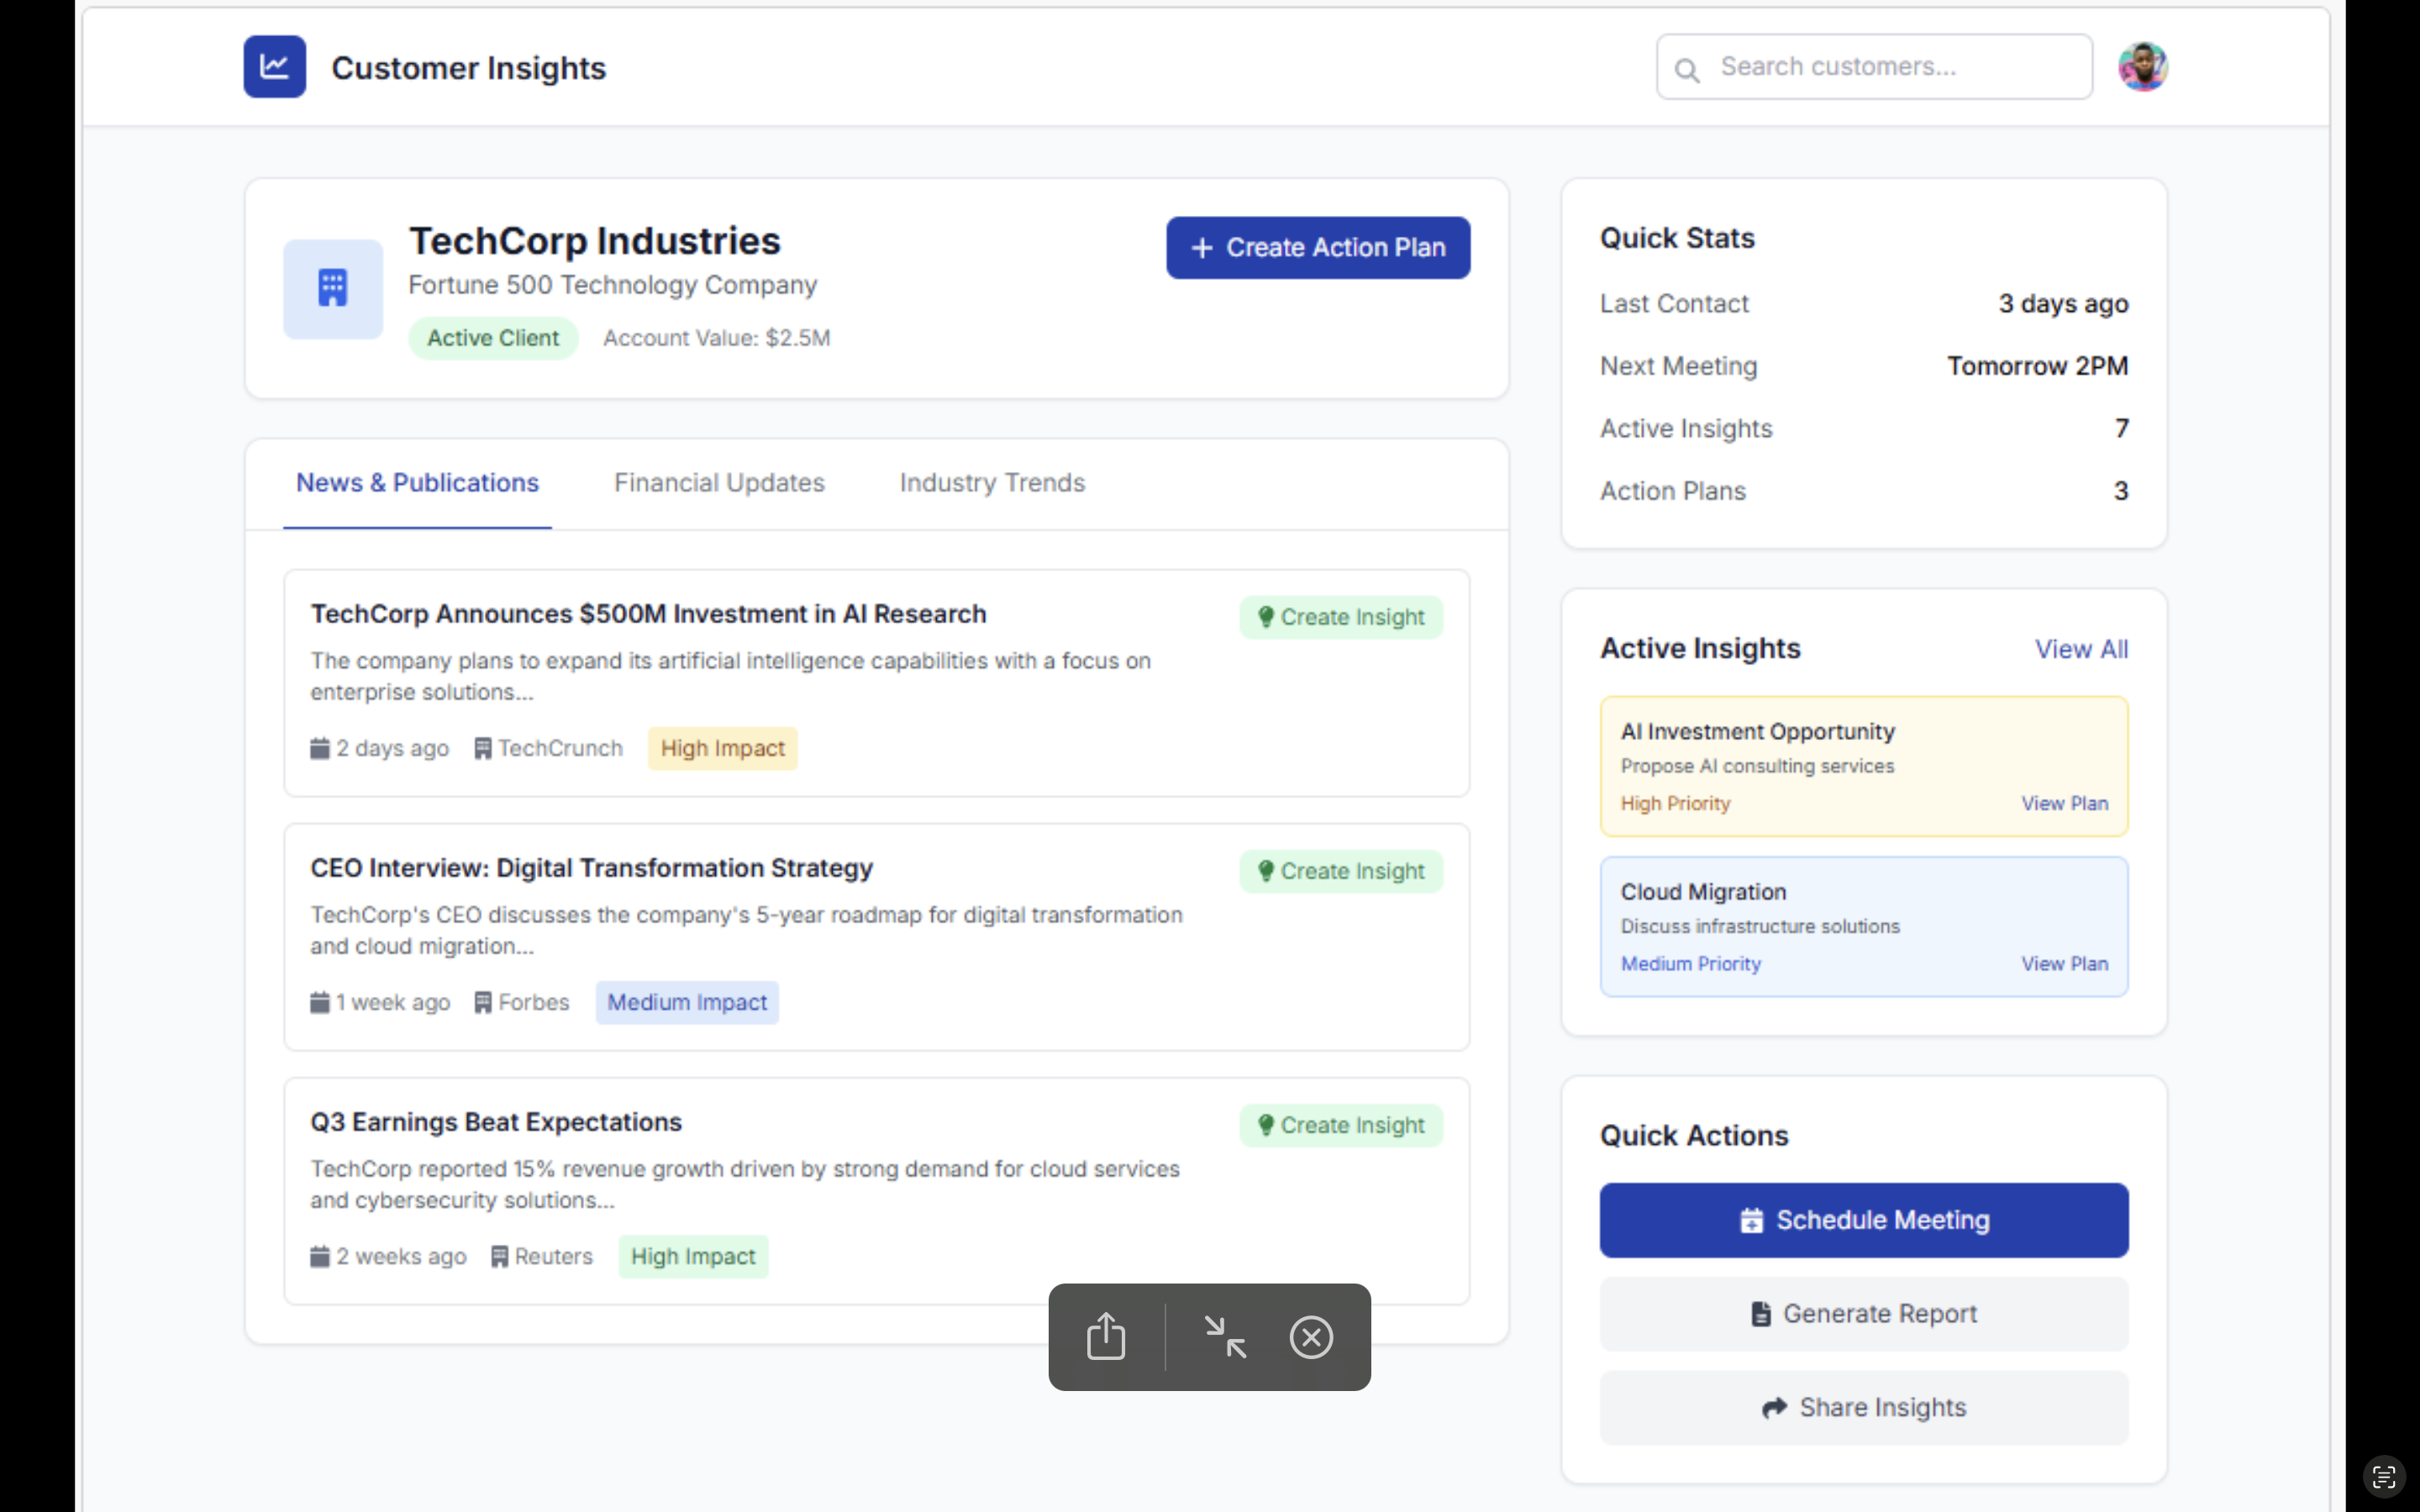 Customer Insights
Search customers...
TechCorp Industries
Fortune 500 Technology Company
Active Client
Account Value: $2.5M
+ Create Action Plan
News & Publications
Financial Updates
Industry Trends
TechCorp Announces $500M Investment in AI Research
Create Insight
The company plans to expand its artificial intelligence capabilities with a focus on
enterprise solutions...
2 days ago
TechCrunch
High Impact
CEO Interview: Digital Transformation Strategy
Create Insight
TechCorp's CEO discusses the company's 5-year roadmap for digital transformation
and cloud migration...
1 week ago
Forbes
Medium Impact
Q3 Earnings Beat Expectations
Create Insight
TechCorp reported 15% revenue growth driven by strong demand for cloud services
and cybersecurity solutions...
2 weeks ago
Reuters
High Impact
Quick Stats
Last Contact
3 days ago
Next Meeting
Tomorrow 2PM
Active Insights
7
Action Plans
3
Active Insights
View All
AI Investment Opportunity
Propose AI consulting services
High Priority
View Plan
Cloud Migration
Discuss infrastructure solutions
Medium Priority
View Plan
Quick Actions
Schedule Meeting
Generate Report
Share Insights